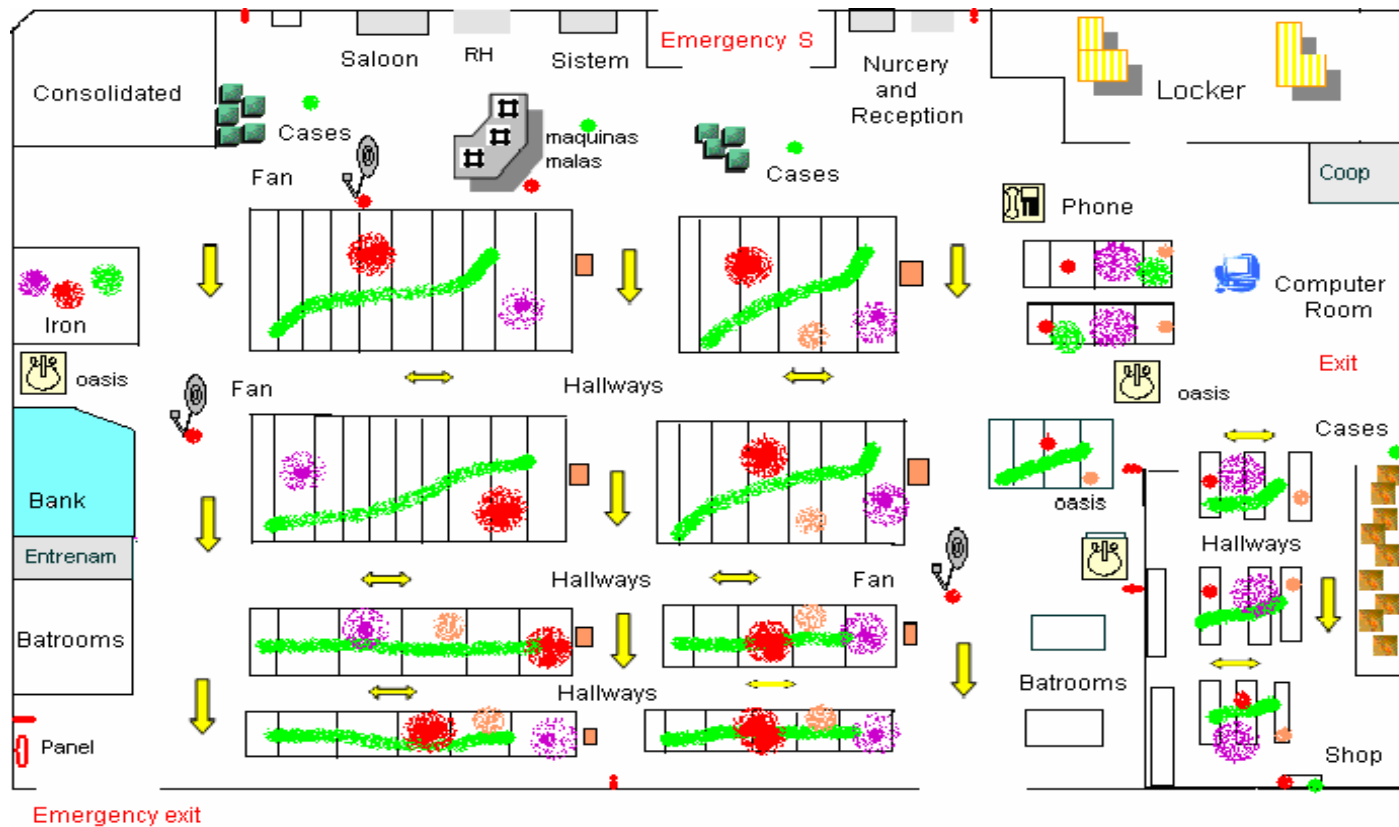 Emergency S
Saloon
RH
Sistem
Nurcery
and
Reception
Consolidated
Locker
Cases
maquinas
malas
Cases
Fan
Coop
Phone
Computer
Room
Iron
Exit
oasis
Fan
Hallways
oasis
Cases
Bank
oasis
Hallways
Entrenam
Hallways
Fan
Batrooms
Hallways
Batrooms
Panel
Shop
Emergency exit